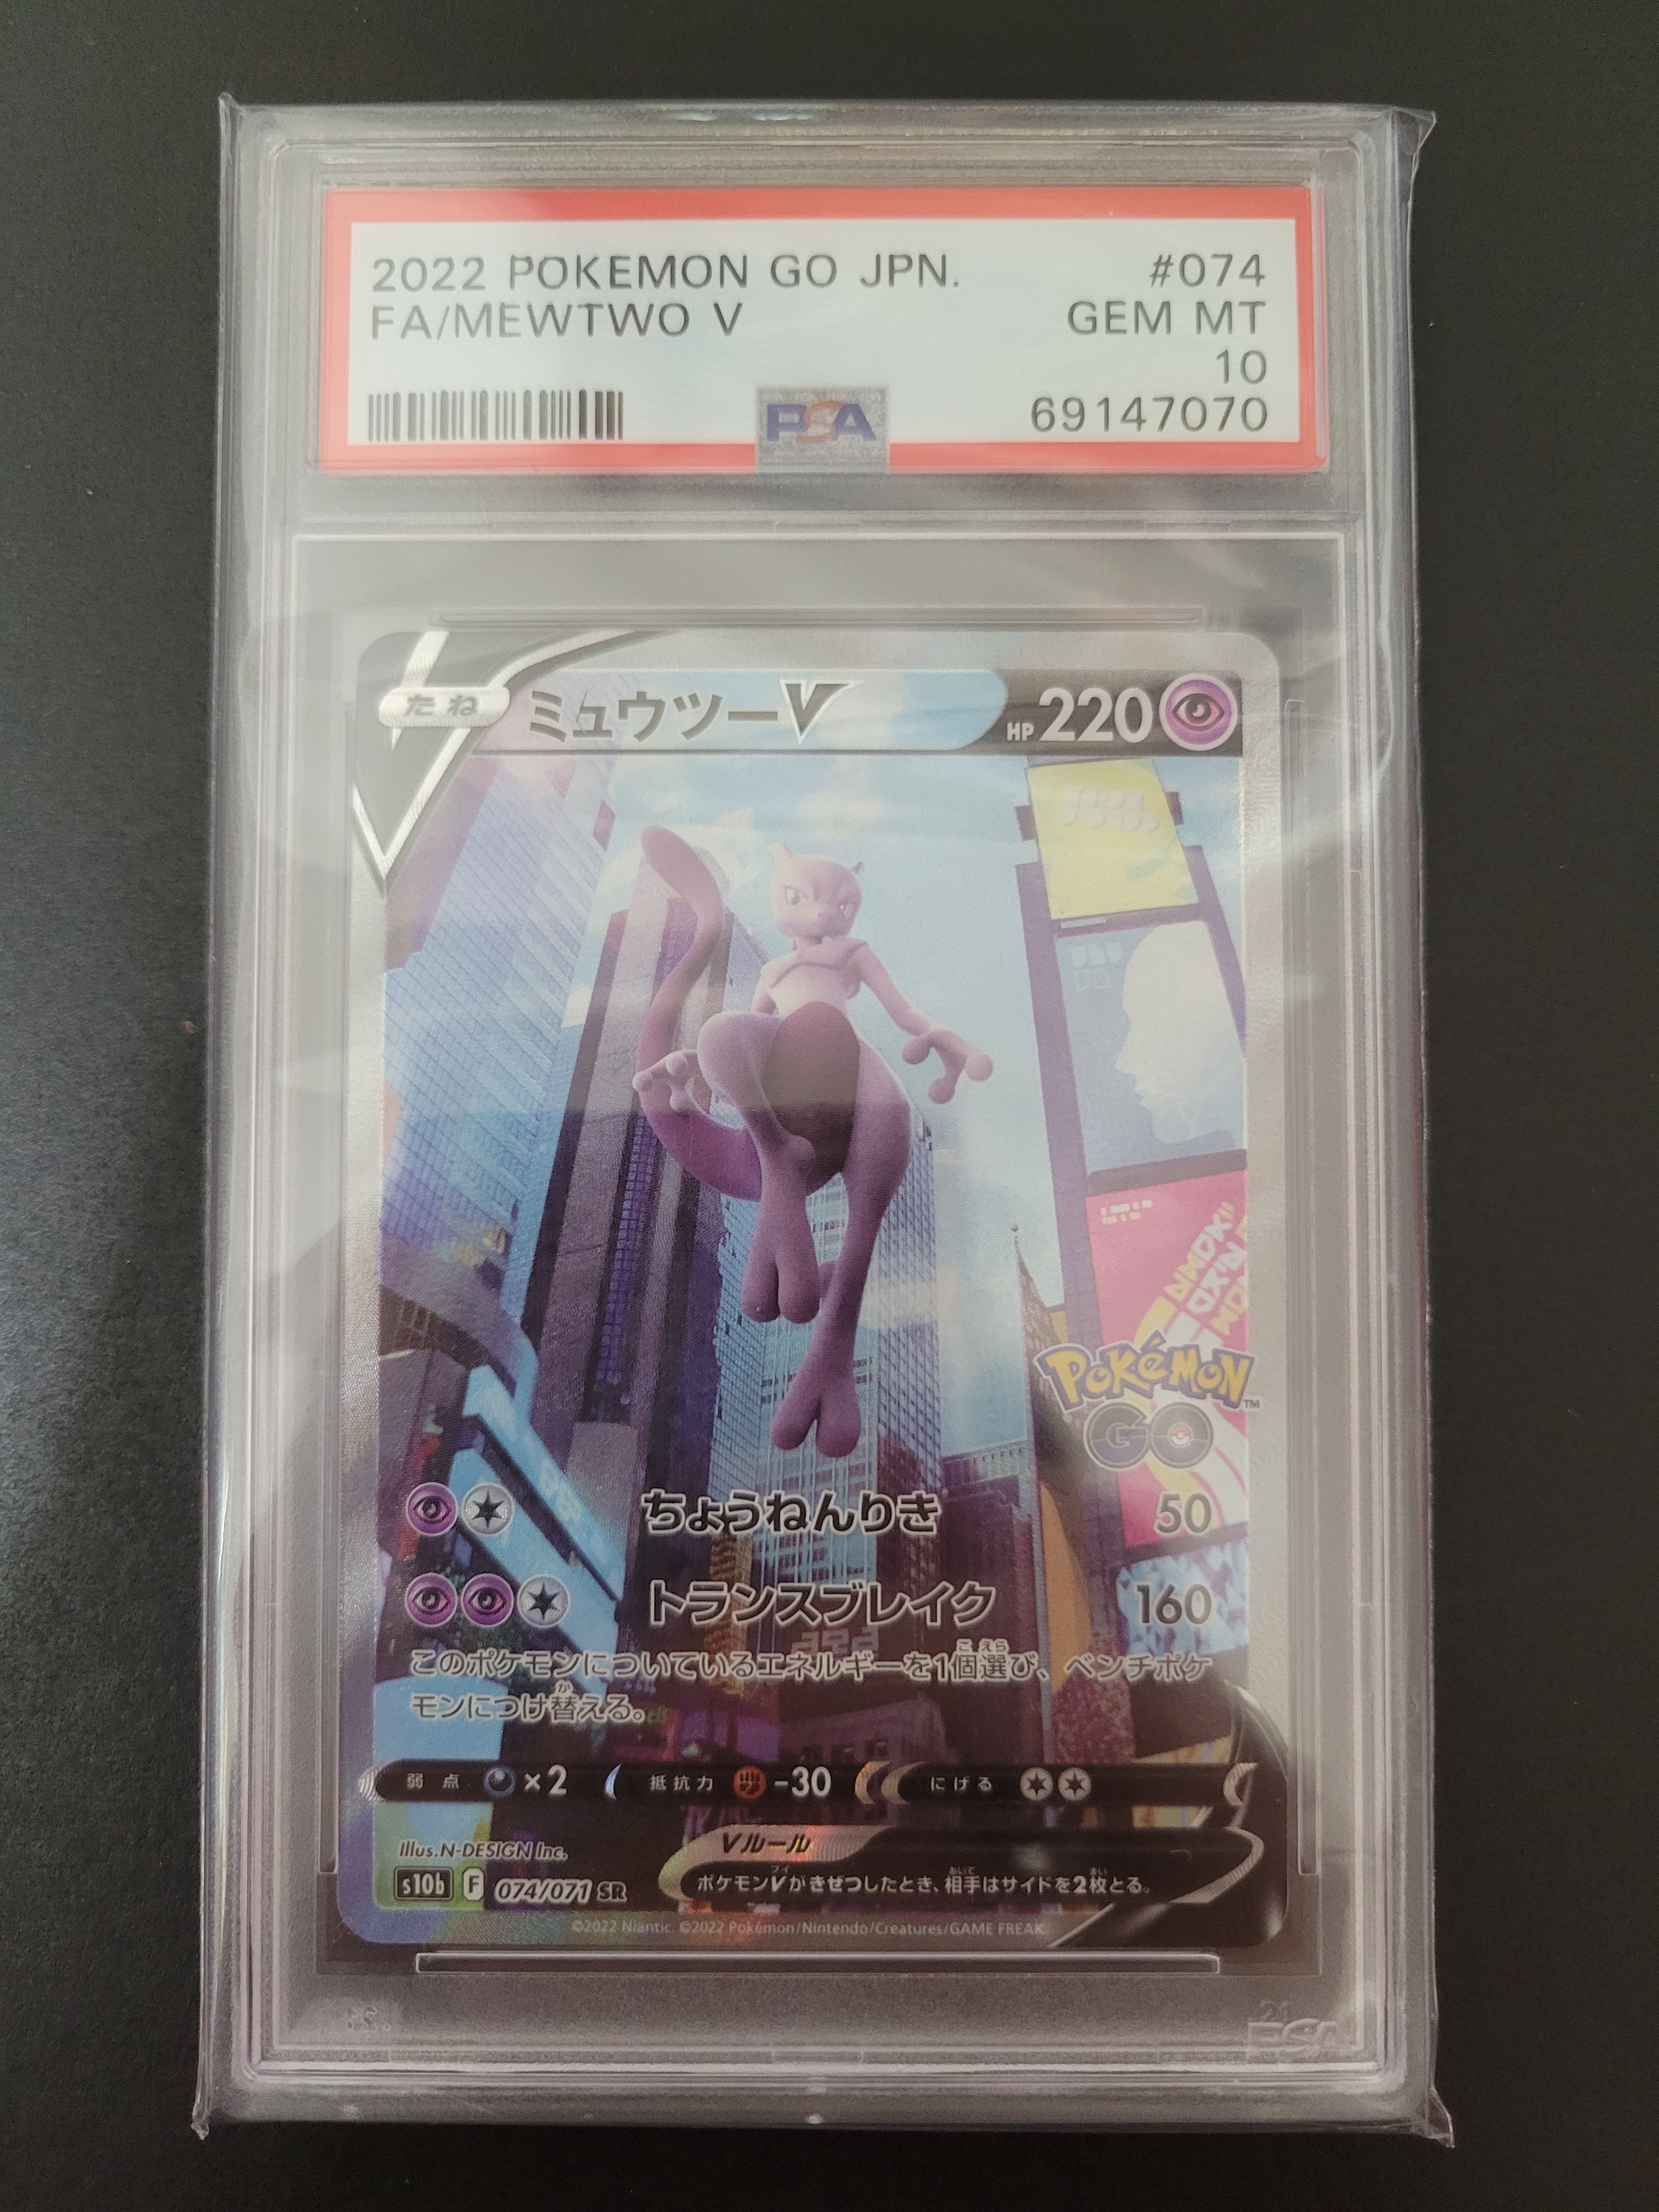 2022 POKEMON GO JPN. #074
FA/MEWTWO V GEM MT
10
PSA 69147070
たね ミュウツーV HP 220
POKéMON™
GO
ちょうねんりき 50
トランスブレイク 160
このポケモンについているエネルギーを1個選び、ベンチポケ
モンにつけ替える。
弱点 ×2 抵抗力 -30 にげる
Illus.N-DESIGN Inc.
Vルール
ポケモンVがきぜつしたとき、相手はサイドを2枚とる。
s10b F 074/071 SR
©2022 Niantic. ©2022 Pokémon/Nintendo/Creatures/GAME FREAK.
PSA